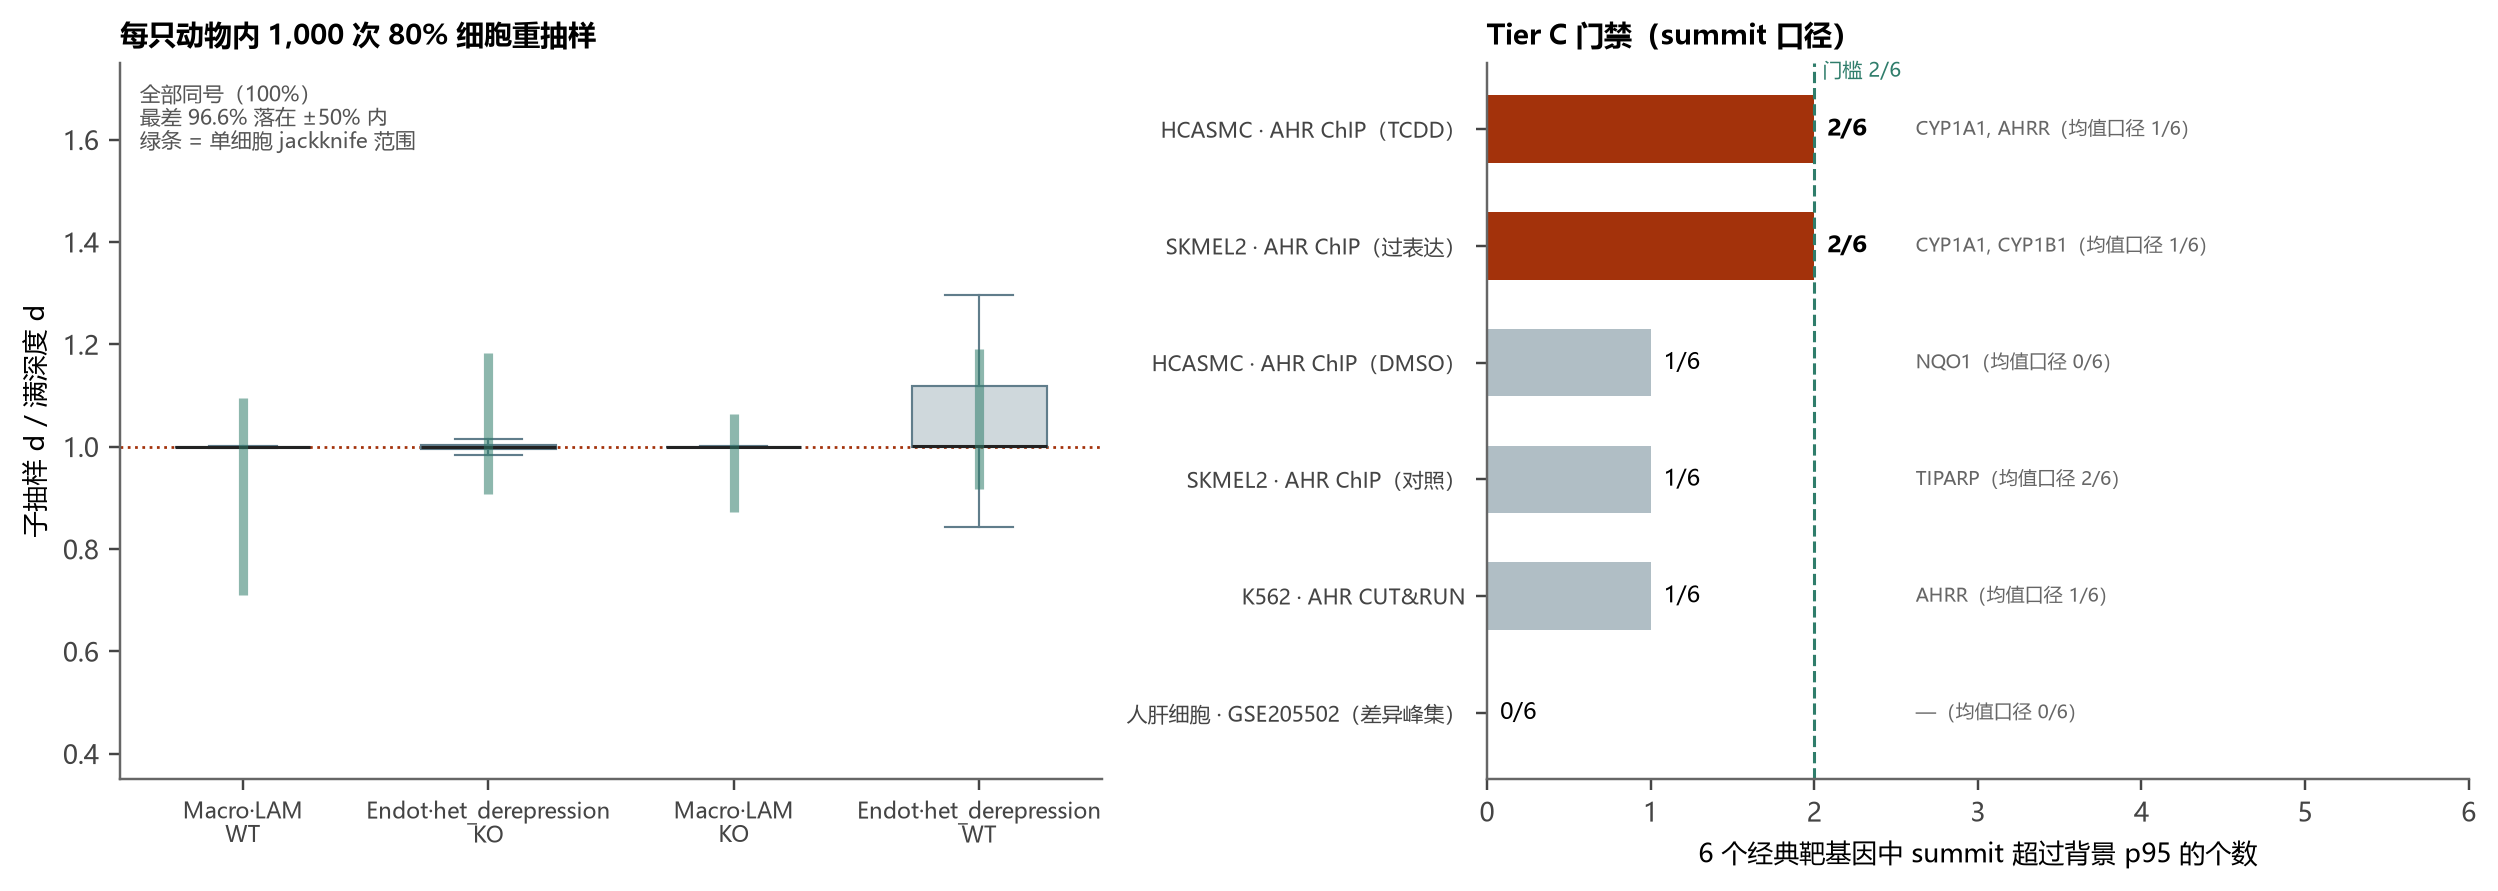 每只动物内 1,000 次 80% 细胞重抽样
全部同号（100%）
最差 96.6% 落在 ±50% 内
绿条 = 单细胞 jackknife 范围
子抽样 d / 满深度 d
1.6
1.4
1.2
1.0
0.8
0.6
0.4
Macro·LAM
WT
Endot·het_derepression
KO
Macro·LAM
KO
Endot·het_derepression
WT
Tier C 门禁（summit 口径）
门槛 2/6
HCASMC · AHR ChIP（TCDD） 2/6 CYP1A1, AHRR（均值口径 1/6）
SKMEL2 · AHR ChIP（过表达） 2/6 CYP1A1, CYP1B1（均值口径 1/6）
HCASMC · AHR ChIP（DMSO） 1/6 NQO1（均值口径 0/6）
SKMEL2 · AHR ChIP（对照） 1/6 TIPARP（均值口径 2/6）
K562 · AHR CUT&RUN 1/6 AHRR（均值口径 1/6）
人肝细胞 · GSE205502（差异峰集） 0/6 —（均值口径 0/6）
0 1 2 3 4 5 6
6 个经典靶基因中 summit 超过背景 p95 的个数